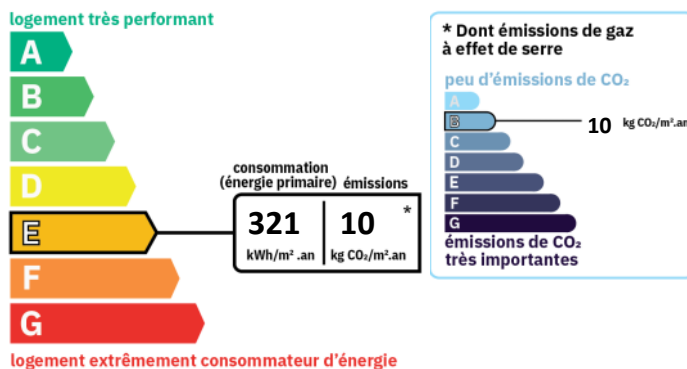 logement très performant
A
B
C
D
E
F
G
consommation
(énergie primaire)
émissions
321
kWh/m² .an
10
*
kg CO₂/m².an
logement extrêmement consommateur d'énergie
* Dont émissions de gaz
à effet de serre
peu d'émissions de CO₂
A
B
10 kg CO₂/m².an
C
D
E
F
G
émissions de CO₂
très importantes